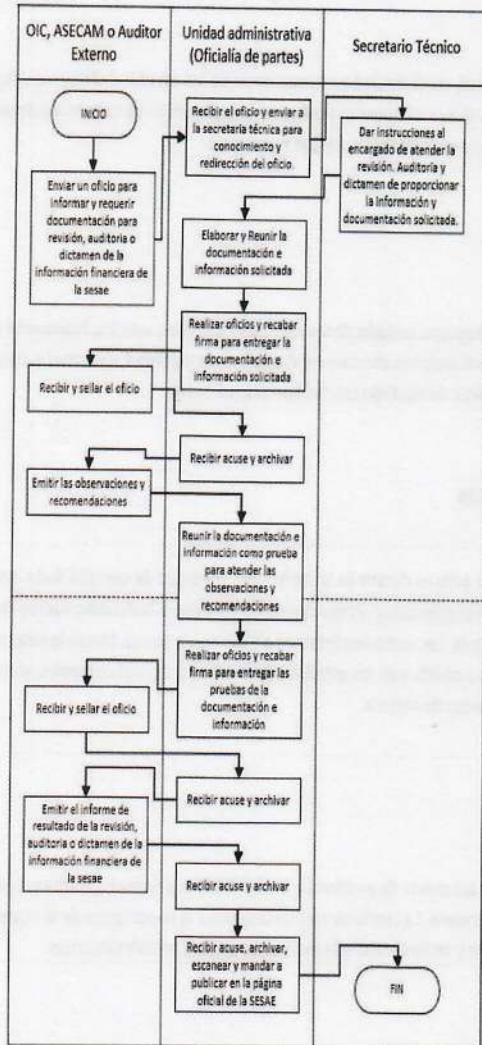 OIC, ASECAM o Auditor
Externo
Unidad administrativa
(Oficialía de partes)
Secretario Técnico
INICIO
Recibir el oficio y enviar a
la secretaria técnica para
conocimiento y
redirección del oficio.
Dar instrucciones al
encargado de atender la
revisión. Auditoría y
dictamen de proporcionar
la Información y
documentación solicitada.
Enviar un oficio para
informar y requerir
documentación para
revisión, auditoria o
dictamen de la
información financiera de
la sesae
Elaborar y Reunir la
documentación e
información solicitada
Realizar oficios y recabar
firma para entregar la
documentación e
información solicitada
Recibir y sellar el oficio
Recibir acuse y archivar
Emitir las observaciones y
recomendaciones
Reunir la documentación e
información como prueba
para atender las
observaciones y
recomendaciones
Realizar oficios y recabar
firma para entregar las
pruebas de la
documentación e
información
Recibir y sellar el oficio
Recibir acuse y archivar
Emitir el informe de
resultado de la revisión,
auditoria o dictamen de la
información financiera de
la sesae
Recibir acuse y archivar
Recibir acuse, archivar,
escanear y mandar a
publicar en la página
oficial de la SESAE
FIN